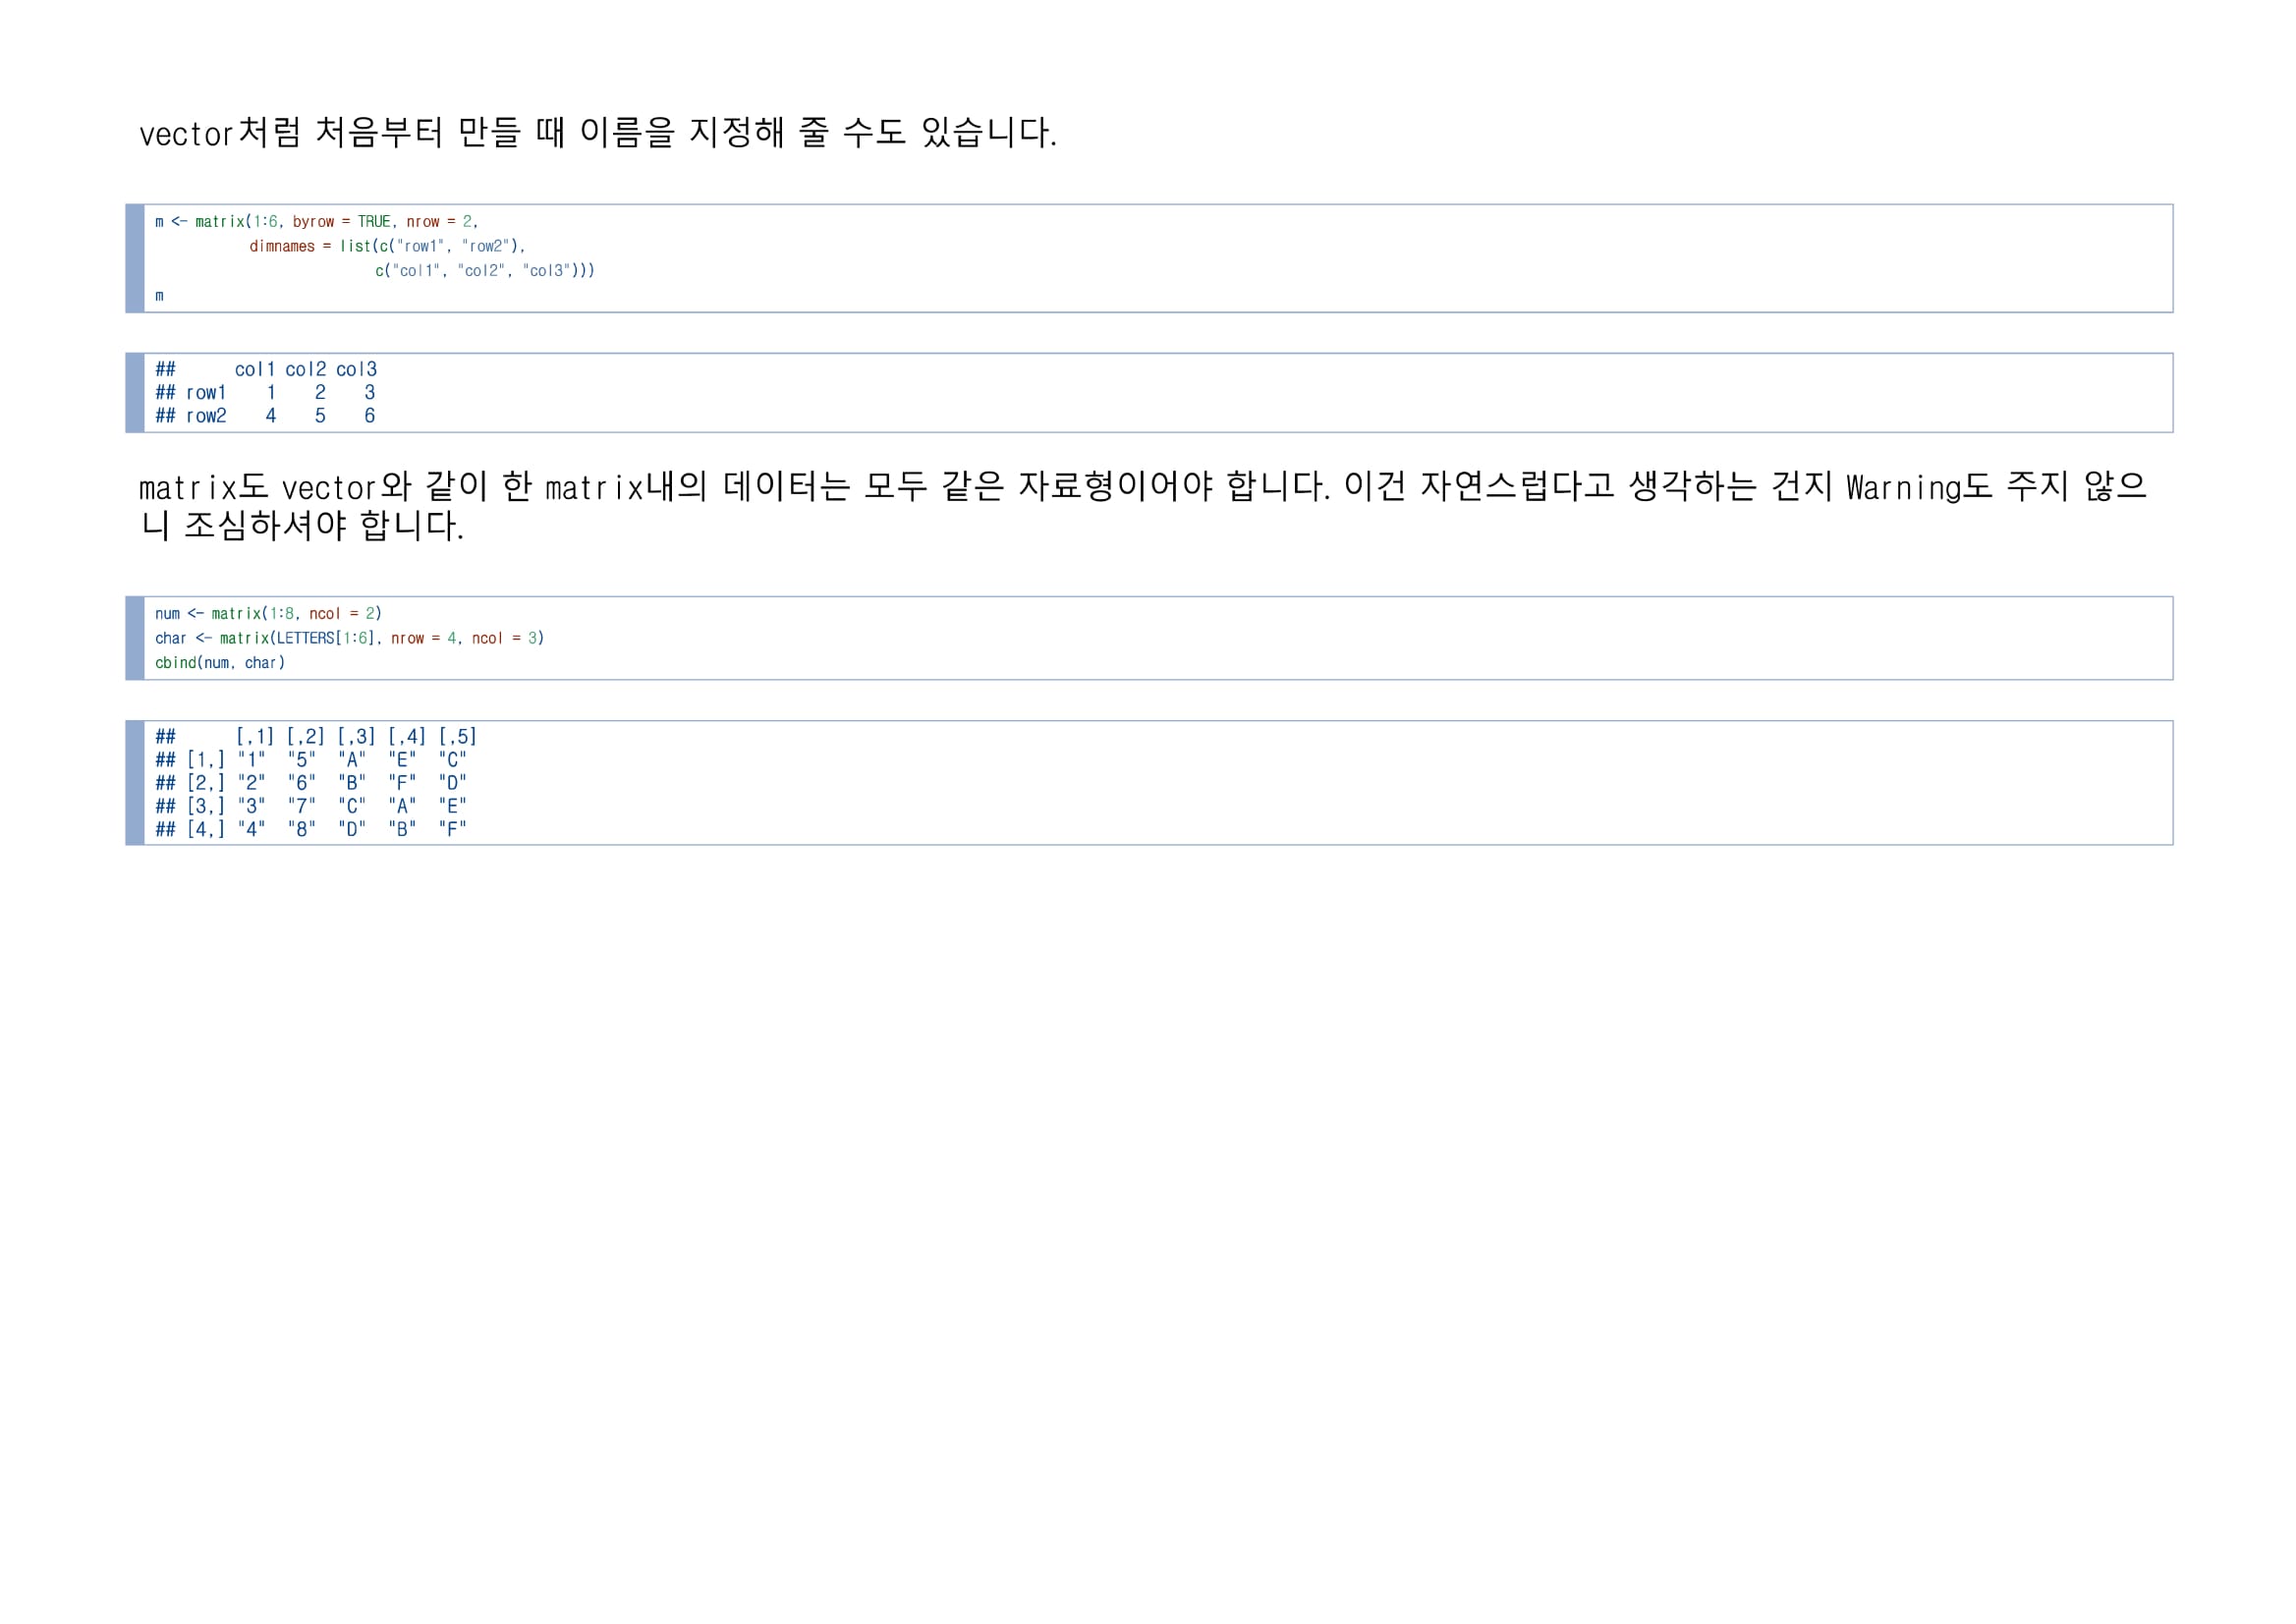 vector처럼 처음부터 만들 때 이름을 지정해 줄 수도 있습니다.
m <- matrix(1:6, byrow = TRUE, nrow = 2,
            dimnames = list(c("row1", "row2"),
                            c("col1", "col2", "col3")))
m
##      col1 col2 col3
## row1    1    2    3
## row2    4    5    6
matrix도 vector와 같이 한 matrix내의 데이터는 모두 같은 자료형이어야 합니다. 이건 자연스럽다고 생각하는 건지 Warning도 주지 않으
니 조심하셔야 합니다.
num <- matrix(1:8, ncol = 2)
char <- matrix(LETTERS[1:6], nrow = 4, ncol = 3)
cbind(num, char)
##      [,1] [,2] [,3] [,4] [,5]
## [1,] "1"  "5"  "A"  "E"  "C"
## [2,] "2"  "6"  "B"  "F"  "D"
## [3,] "3"  "7"  "C"  "A"  "E"
## [4,] "4"  "8"  "D"  "B"  "F"